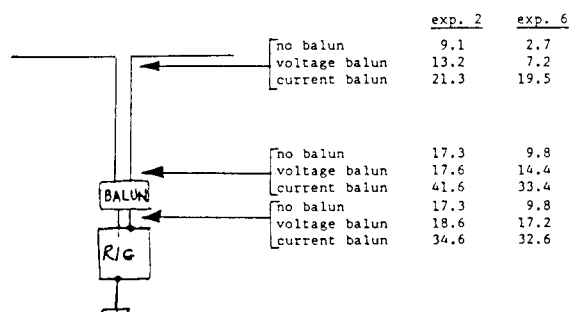 exp. 2 exp. 6
no balun 9.1 2.7
voltage balun 13.2 7.2
current balun 21.3 19.5
no balun 17.3 9.8
voltage balun 17.6 14.4
current balun 41.6 33.4
BALUN
no balun 17.3 9.8
voltage balun 18.6 17.2
current balun 34.6 32.6
RIG